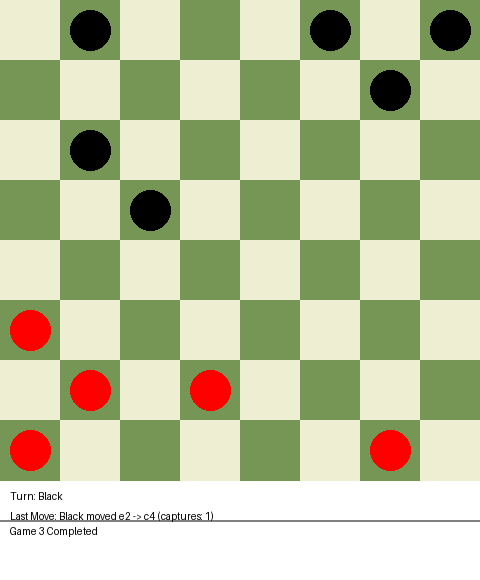 Turn: Black
Last Move: Black moved e2 -> c4 (captures: 1)
Game 3 Completed